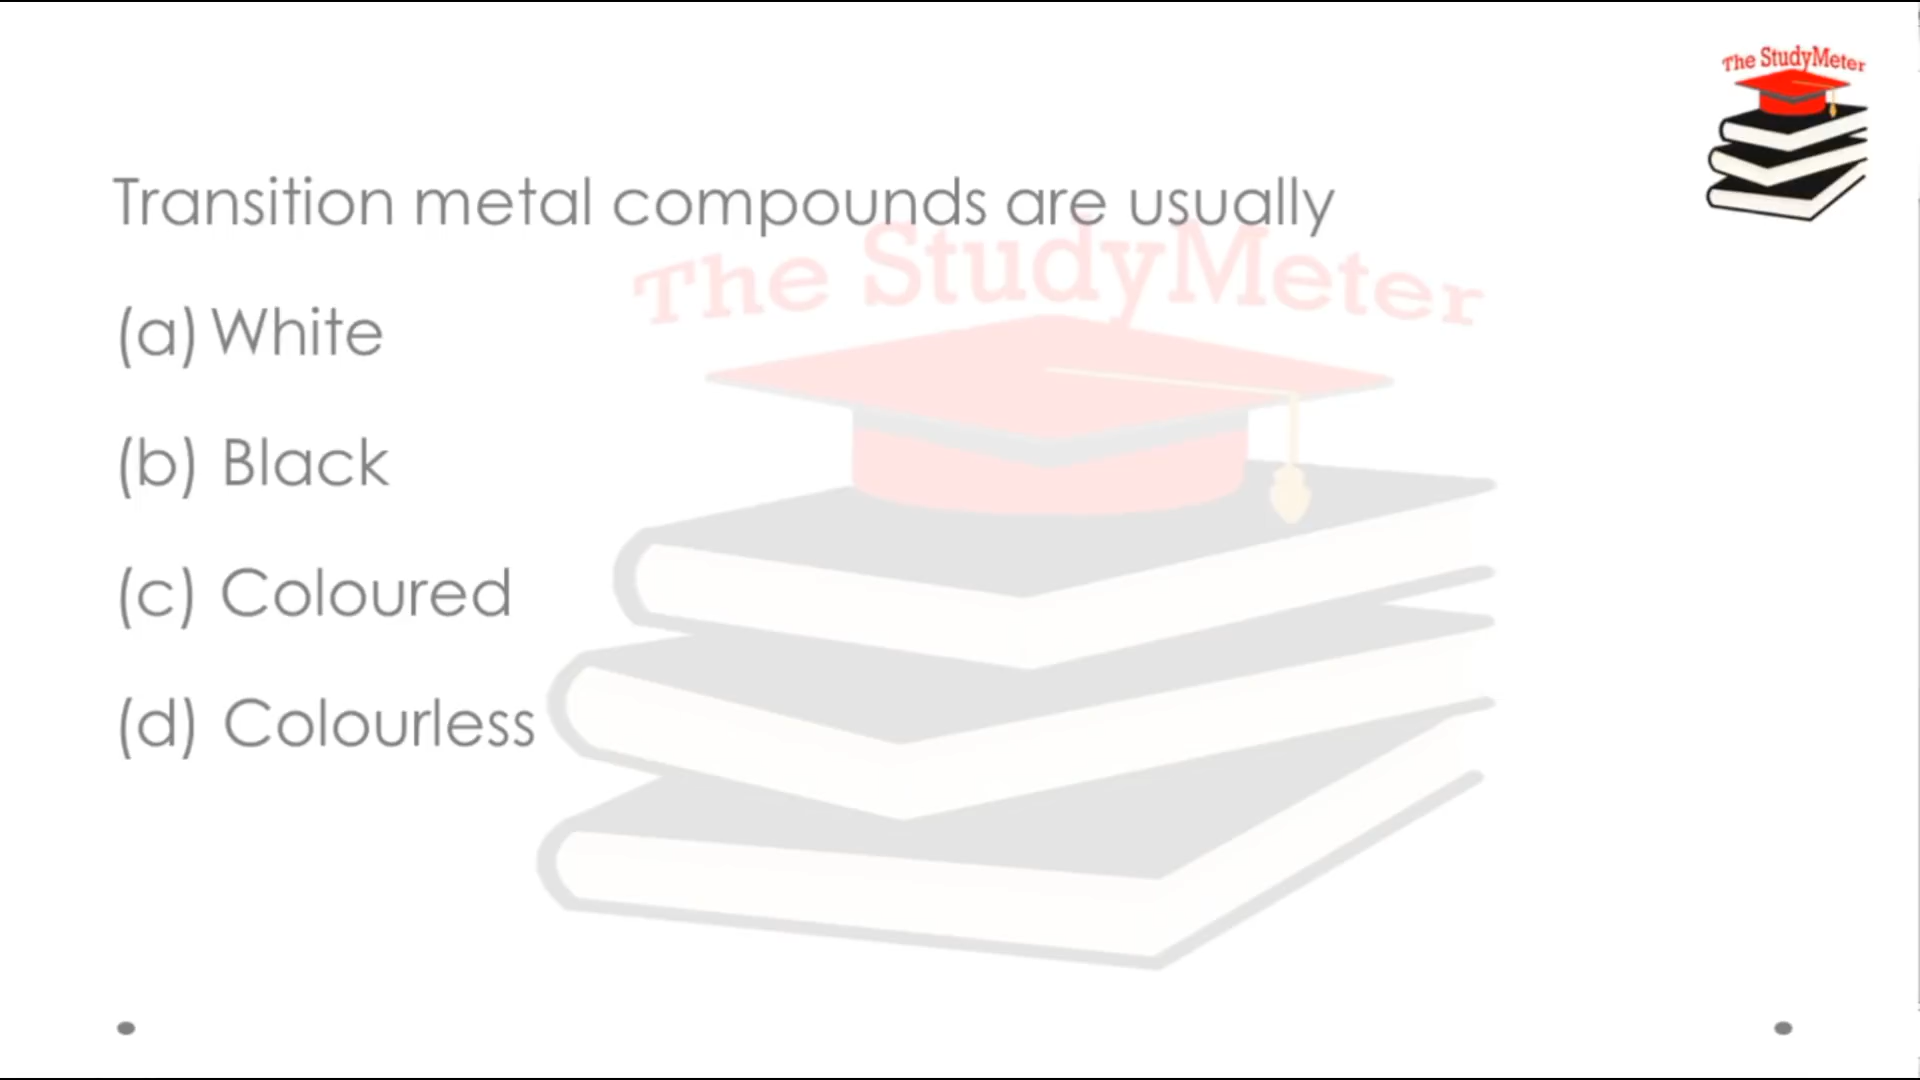 The StudyMeter
Transition metal compounds are usually
The StudyMeter
(a) White
(b) Black
(c) Coloured
(d) Colourless